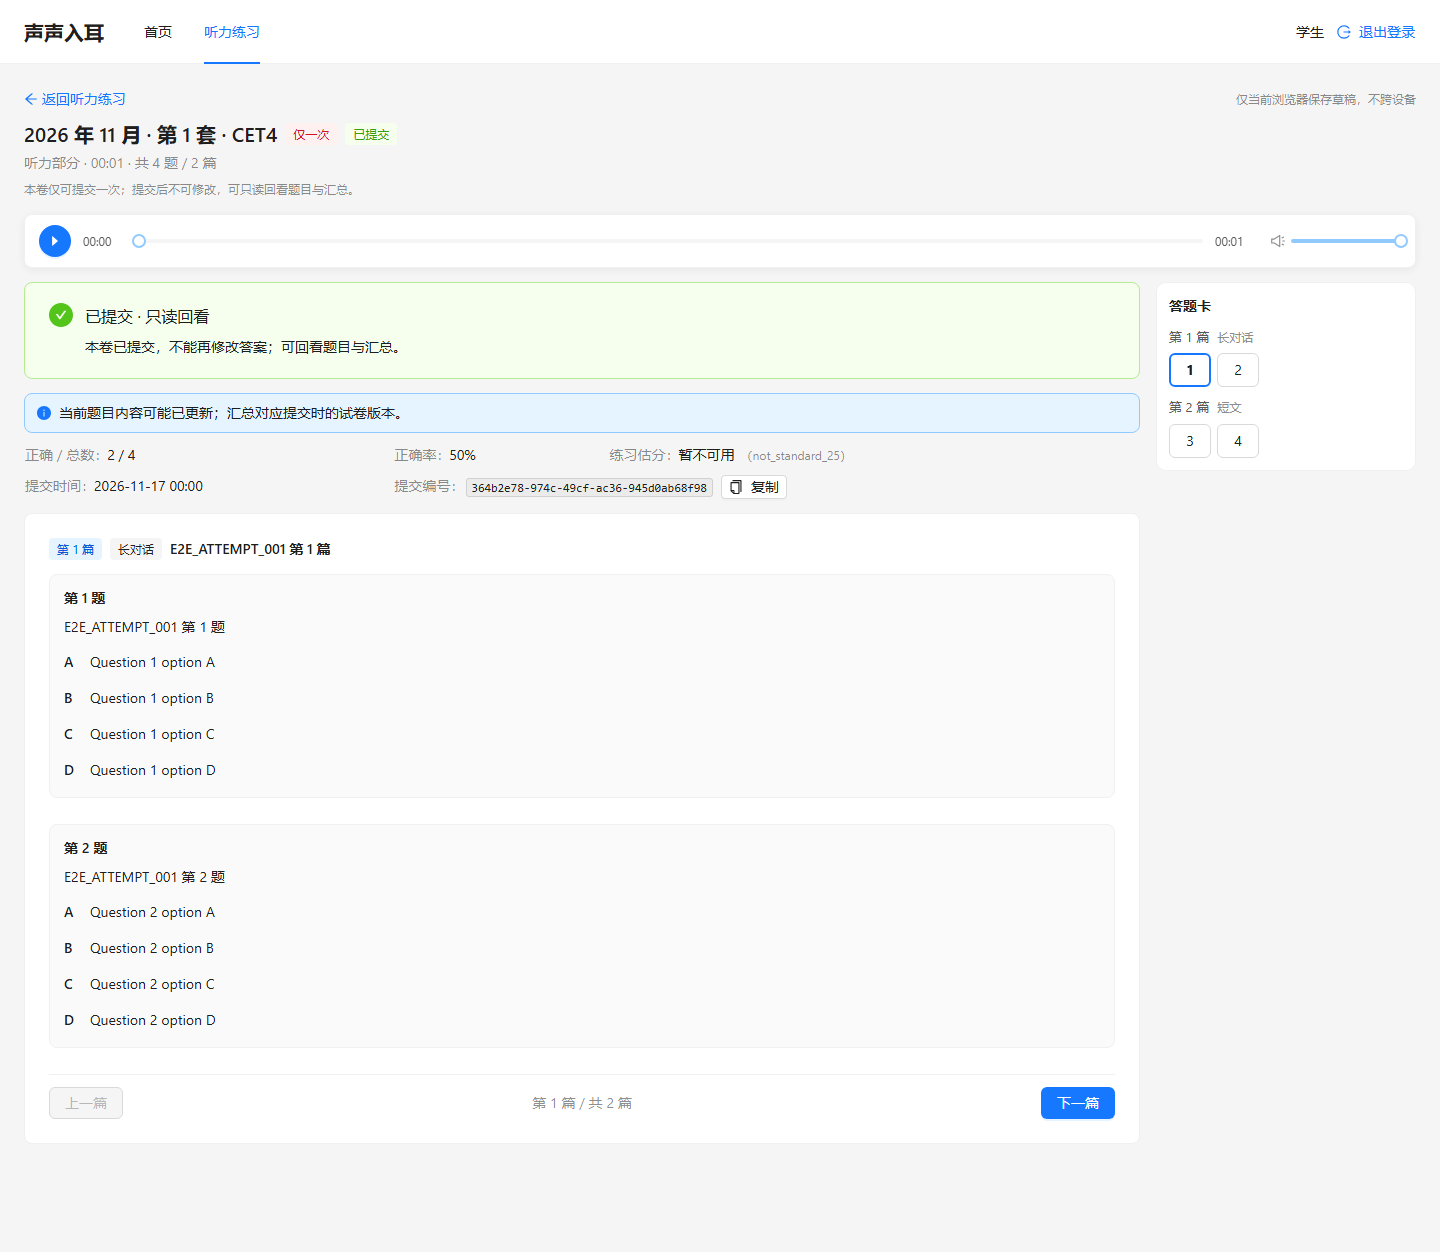 声声入耳 首页 听力练习 学生 退出登录
返回听力练习 仅当前浏览器保存草稿，不跨设备
2026 年 11 月 · 第 1 套 · CET4 仅一次 已提交
听力部分 · 00:01 · 共 4 题 / 2 篇
本卷仅可提交一次；提交后不可修改，可只读回看题目与汇总。
00:00 00:01
已提交 · 只读回看
本卷已提交，不能再修改答案；可回看题目与汇总。
当前题目内容可能已更新；汇总对应提交时的试卷版本。
正确 / 总数： 2 / 4 正确率： 50% 练习估分： 暂不可用 （not_standard_25）
提交时间： 2026-11-17 00:00 提交编号： 364b2e78-974c-49cf-ac36-945d0ab68f98 复制
第 1 篇 长对话 E2E_ATTEMPT_001 第 1 篇
第 1 题
E2E_ATTEMPT_001 第 1 题
A Question 1 option A
B Question 1 option B
C Question 1 option C
D Question 1 option D
第 2 题
E2E_ATTEMPT_001 第 2 题
A Question 2 option A
B Question 2 option B
C Question 2 option C
D Question 2 option D
上一篇 第 1 篇 / 共 2 篇 下一篇
答题卡
第 1 篇 长对话
1 2
第 2 篇 短文
3 4